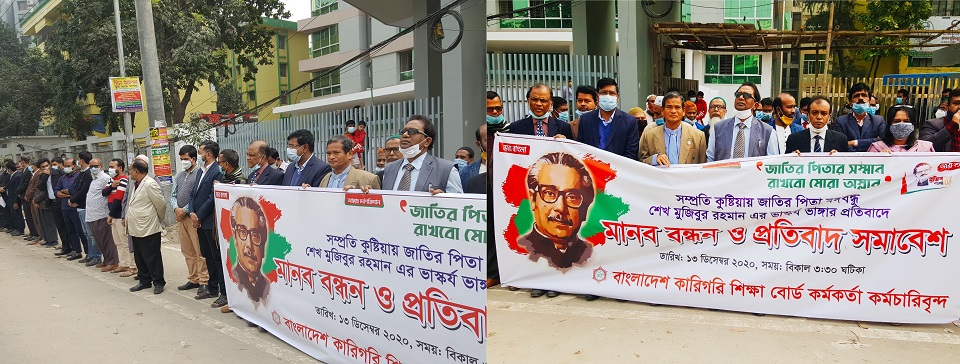 'জাতির পিতা
রাখবো মোরা
সম্প্রতি কুষ্টিয়ায় জাতির পিতা
শেখ মুজিবুর রহমান এর ভাস্কর্য ভাঙ্গার
মানব বন্ধন ও প্রতিবাদ
তারিখ: ১৩ ডিসেম্বর ২০২০, সময়: বিকাল
বাংলাদেশ কারিগরি শিক্ষা
জয় বাংলা
'জাতির পিতার সম্মান
রাখবো মোরা অম্লান'
সম্প্রতি কুষ্টিয়ায় জাতির পিতা বঙ্গবন্ধু
শেখ মুজিবুর রহমান এর ভাস্কর্য ভাঙ্গার প্রতিবাদে
মানব বন্ধন ও প্রতিবাদ সমাবেশ
তারিখ: ১৩ ডিসেম্বর ২০২০, সময়: বিকাল ৩:৩০ ঘটিকা
বাংলাদেশ কারিগরি শিক্ষা বোর্ড কর্মকর্তা কর্মচারিবৃন্দ